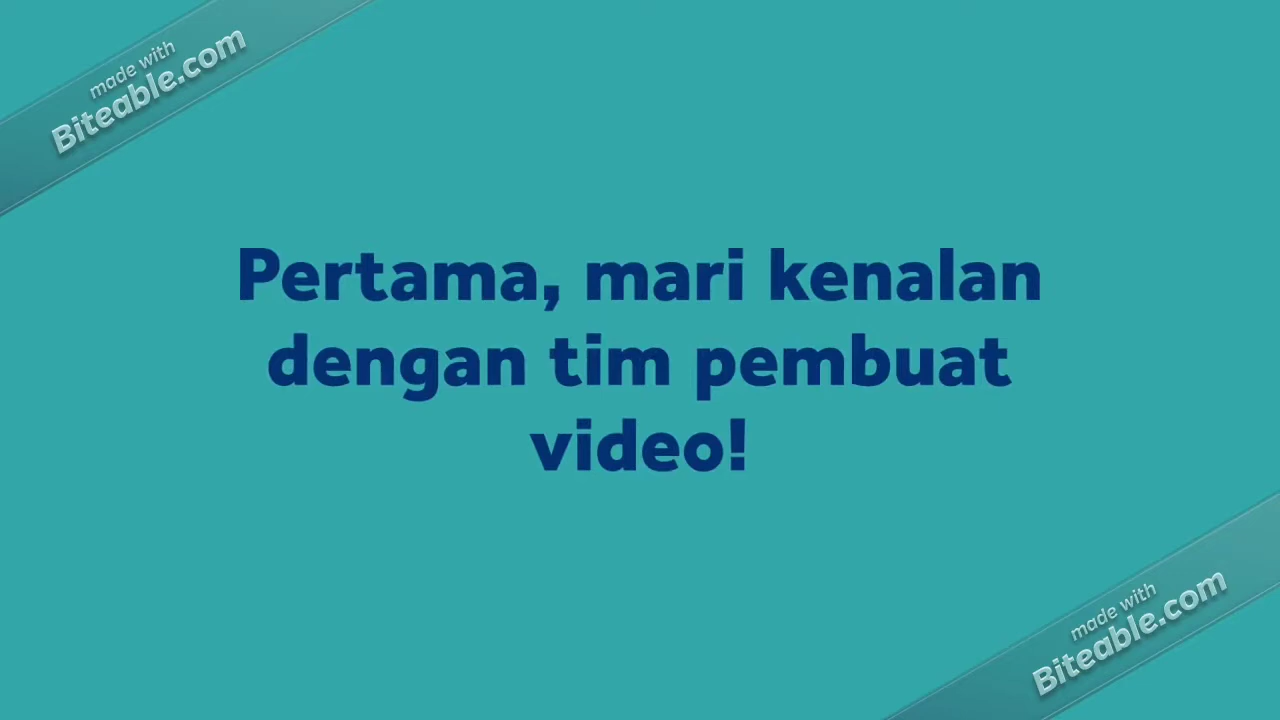 made with
Biteable.com
Pertama, mari kenalan
dengan tim pembuat
video!
made with
Biteable.com